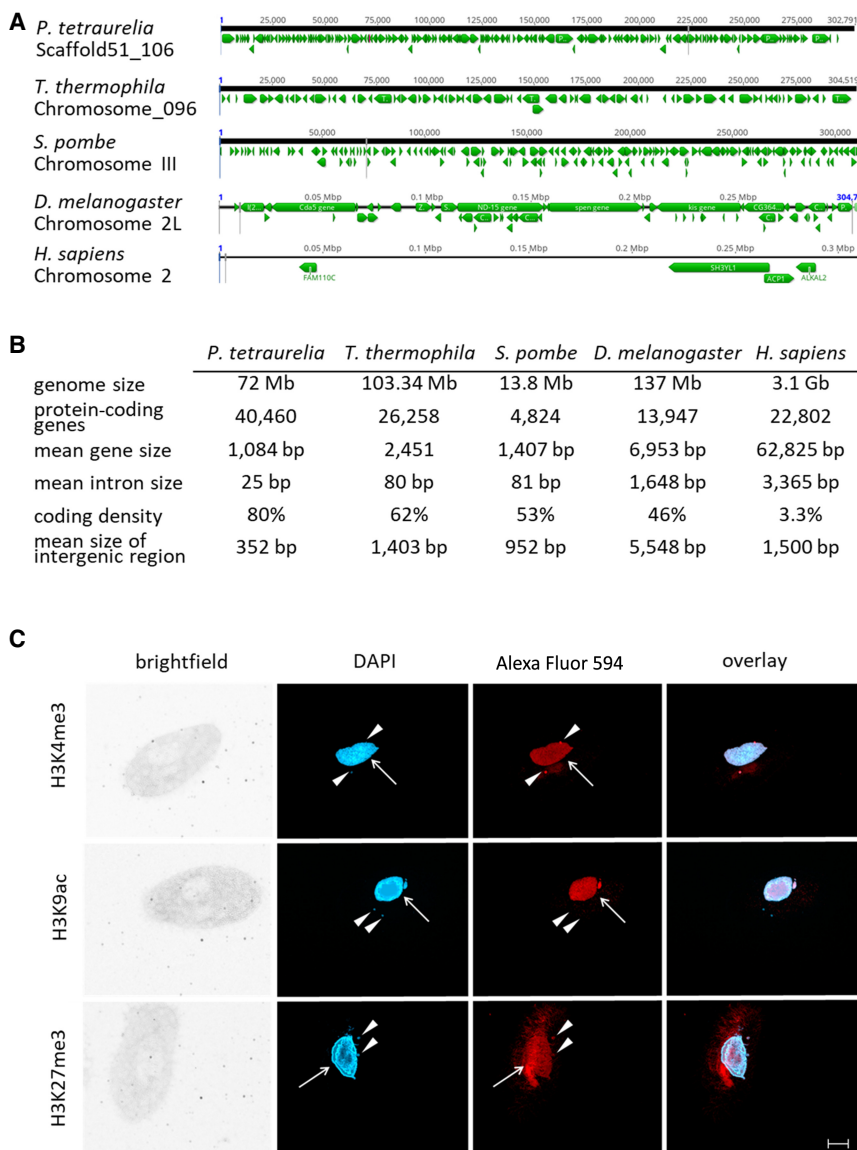 A
P. tetraurelia
Scaffold51_106
1 25,000 50,000 75,000 100,000 125,000 150,000 175,000 200,000 225,000 250,000 275,000 302,791
P... P... P...
T. thermophila
Chromosome_096
1 25,000 50,000 75,000 100,000 125,000 150,000 175,000 200,000 225,000 250,000 275,000 304,519
T... T... T...
S. pombe
Chromosome III
1 50,000 100,000 150,000 200,000 250,000 300,000
D. melanogaster
Chromosome 2L
1 0.05 Mbp 0.1 Mbp 0.15 Mbp 0.2 Mbp 0.25 Mbp 304,7
Cda5 gene Z... S... ND-15 gene spen gene kis gene CG364... C... P...
C... C... C...
H. sapiens
Chromosome 2
1 0.05 Mbp 0.1 Mbp 0.15 Mbp 0.2 Mbp 0.25 Mbp 0.3 Mbp
FAM110C SH3YL1 ACP1 ALKAL2
B
P. tetraurelia T. thermophila S. pombe D. melanogaster H. sapiens
genome size 72 Mb 103.34 Mb 13.8 Mb 137 Mb 3.1 Gb
protein-coding genes 40,460 26,258 4,824 13,947 22,802
mean gene size 1,084 bp 2,451 1,407 bp 6,953 bp 62,825 bp
mean intron size 25 bp 80 bp 81 bp 1,648 bp 3,365 bp
coding density 80% 62% 53% 46% 3.3%
mean size of intergenic region 352 bp 1,403 bp 952 bp 5,548 bp 1,500 bp
C
brightfield DAPI Alexa Fluor 594 overlay
H3K4me3
H3K9ac
H3K27me3